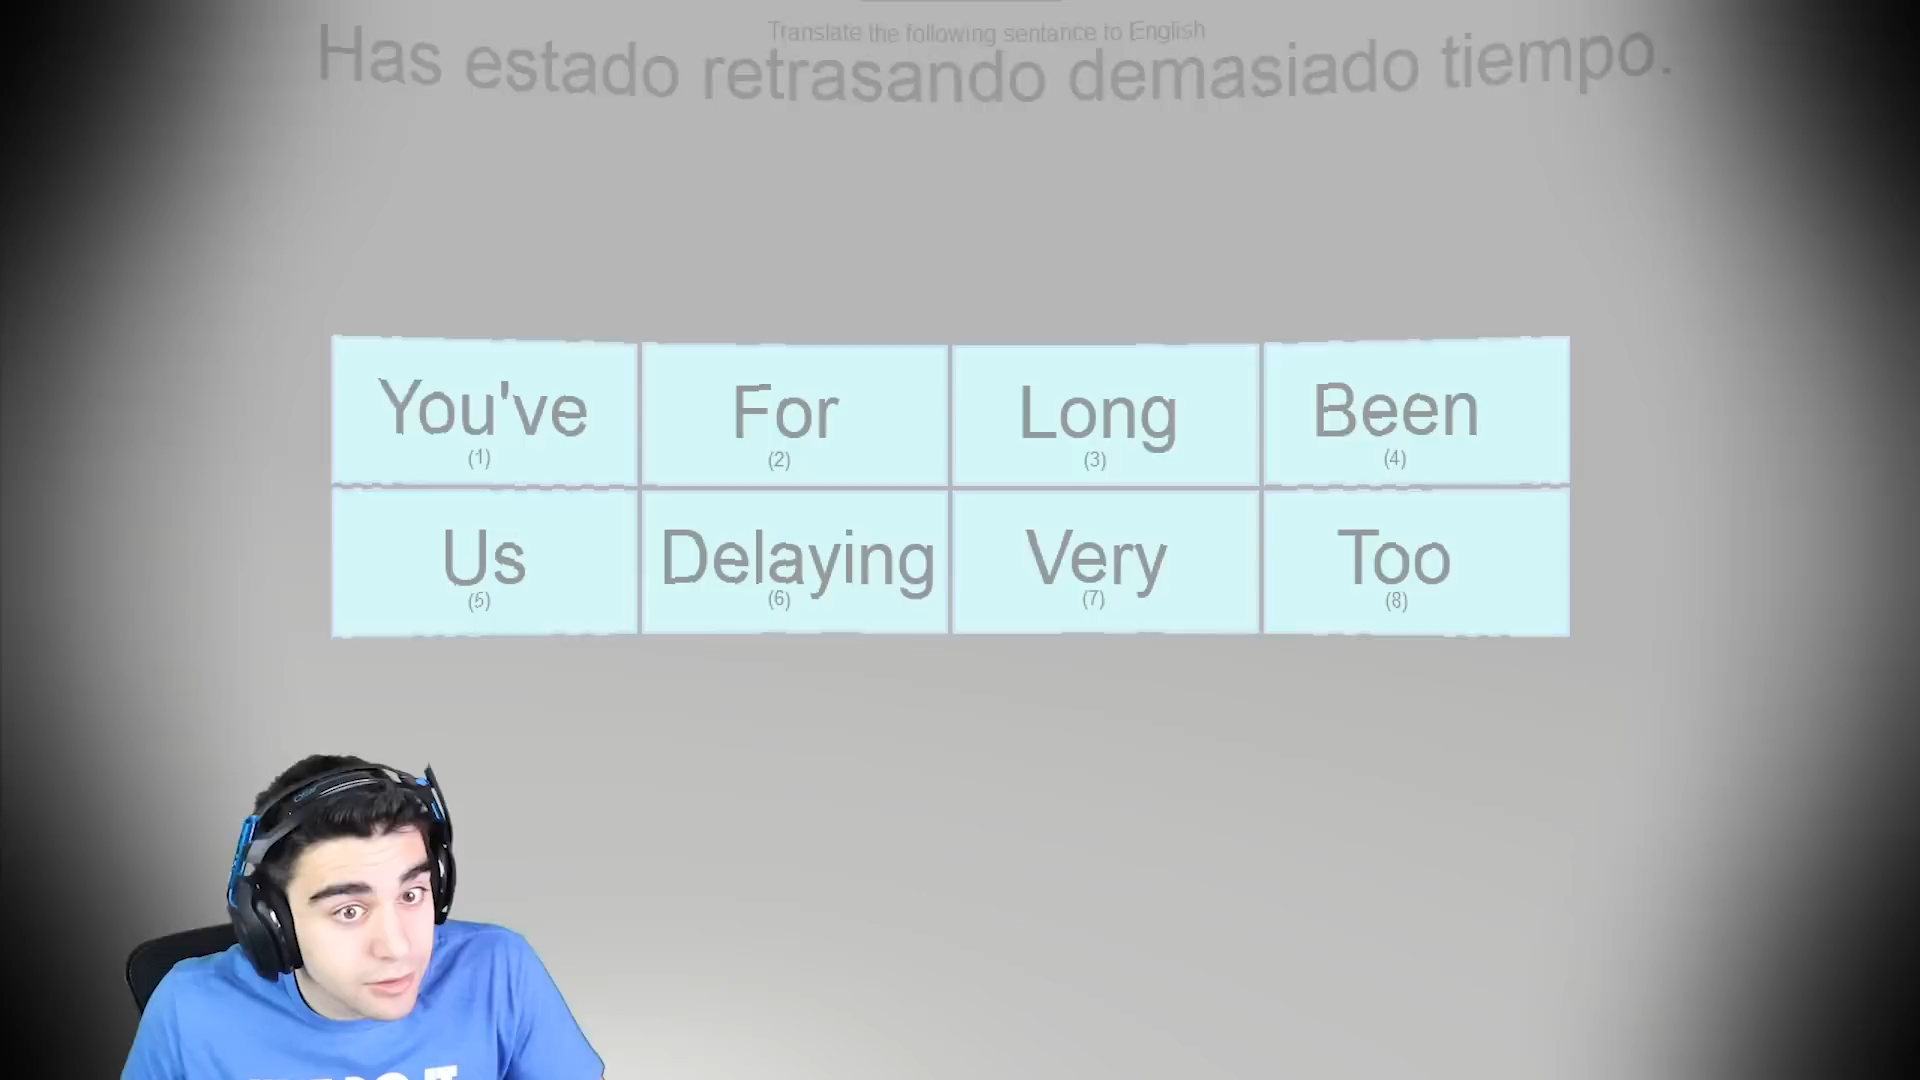 Translate the following sentence to English
Has estado retrasando demasiado tiempo.
You've
(1)
For
(2)
Long
(3)
Been
(4)
Us
(5)
Delaying
(6)
Very
(7)
Too
(8)